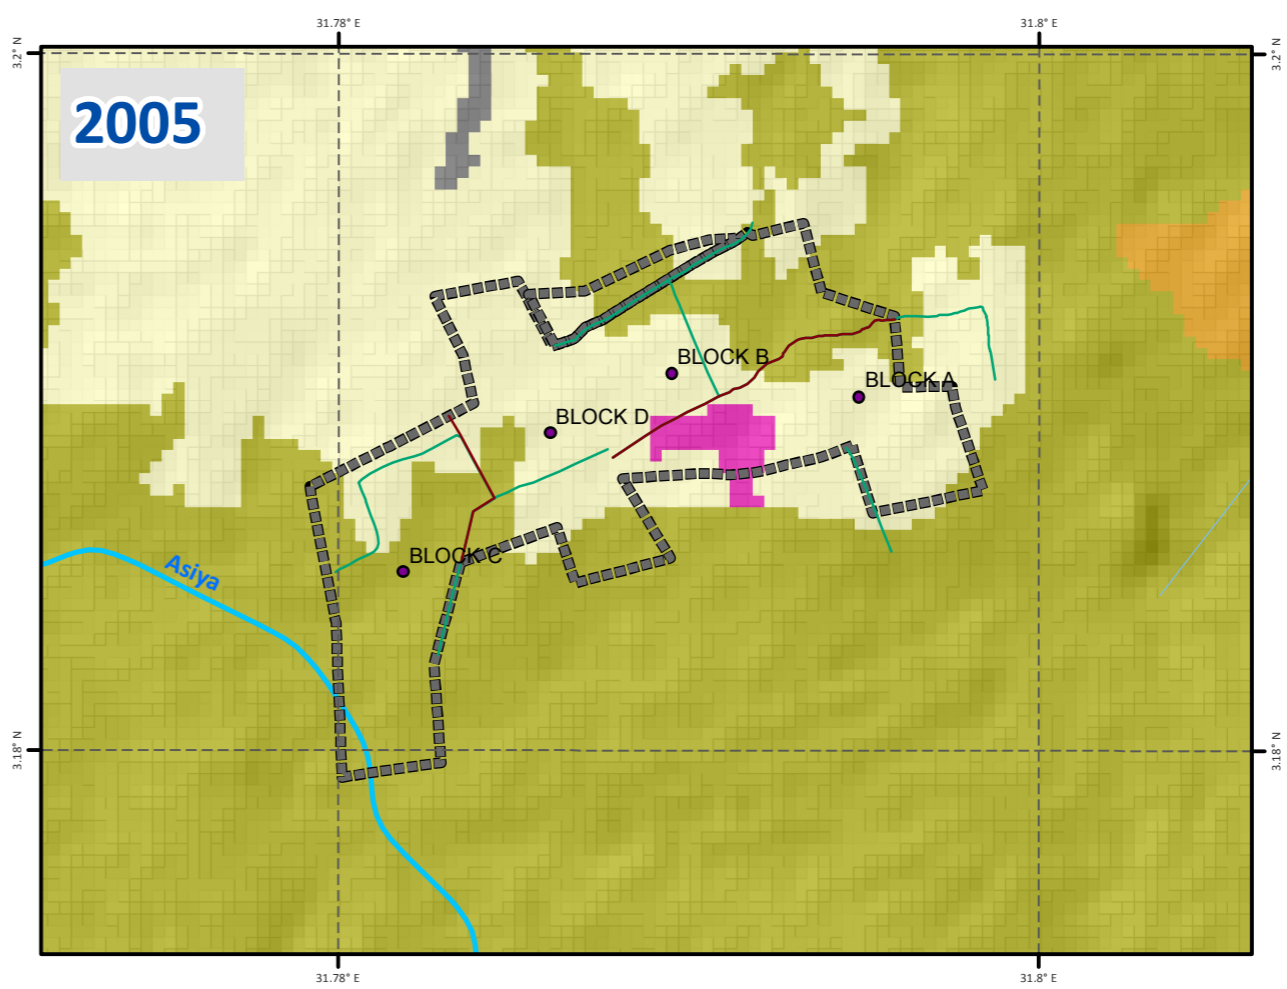 31.78° E
31.8° E
3.2° N
3.2° N
2005
BLOCK B
BLOCK A
BLOCK D
BLOCK C
Asiya
3.18° N
3.18° N
31.78° E
31.8° E